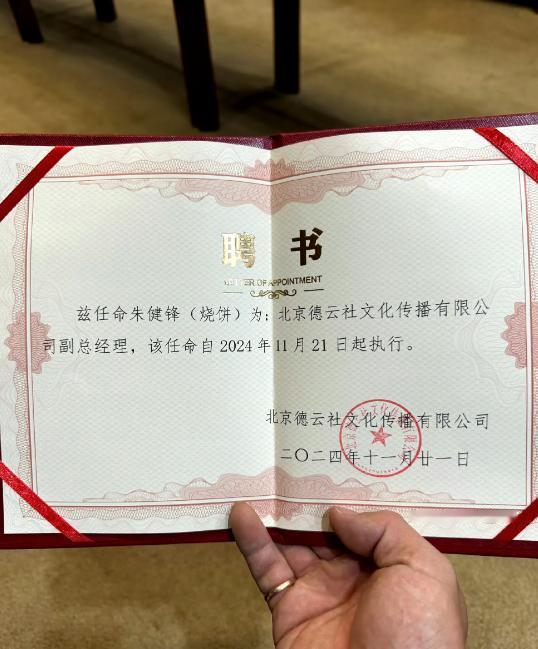 聘 书
LETTER OF APPOINTMENT
兹任命朱健锋（烧饼）为：北京德云社文化传播有限公
司副总经理，该任命自2024年11月21日起执行。
北京德云社文化传播有限公司
二〇二四年十一月廿一日